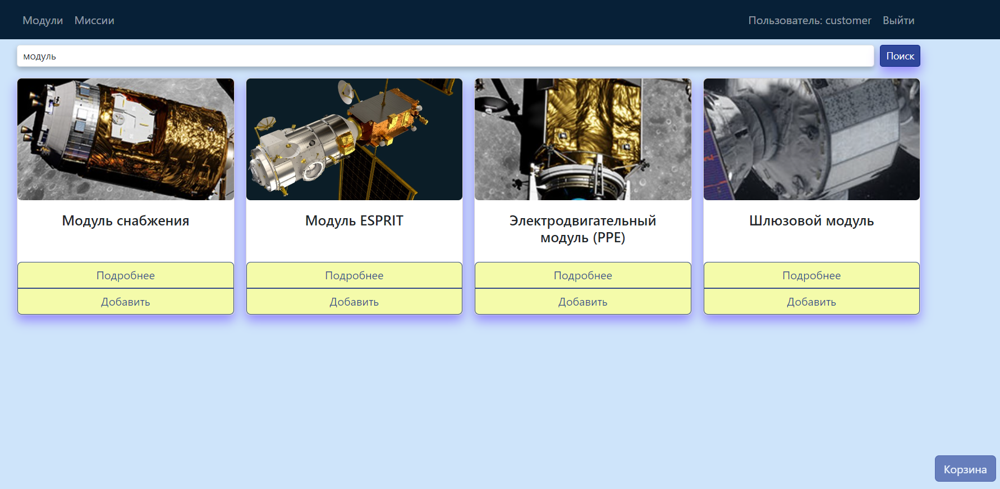 Модули Миссии Пользователь: customer Выйти
модуль Поиск
Модуль снабжения
Подробнее
Добавить
Модуль ESPRIT
Подробнее
Добавить
Электродвигательный
модуль (PPE)
Подробнее
Добавить
Шлюзовой модуль
Подробнее
Добавить
Корзина